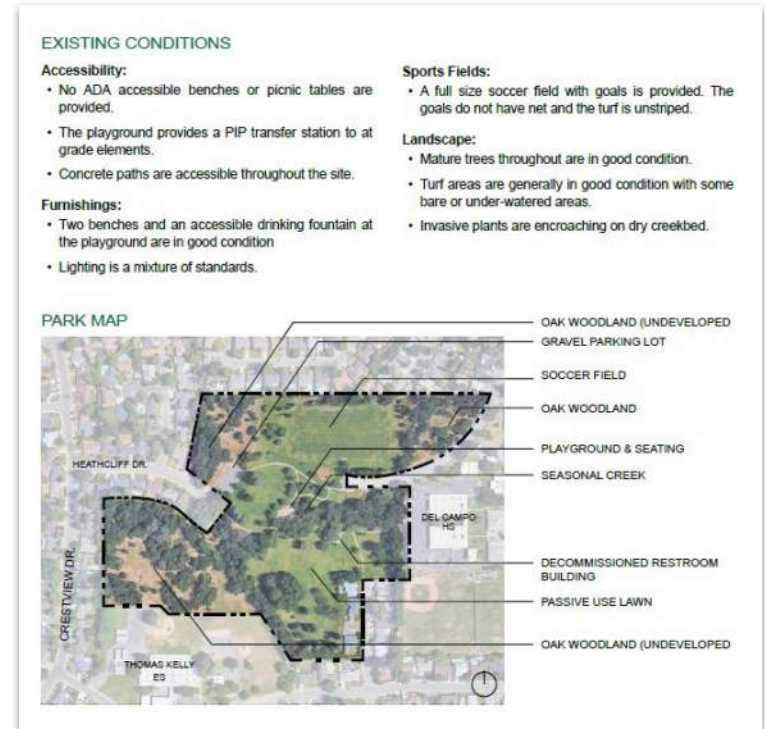 EXISTING CONDITIONS
Accessibility:
• No ADA accessible benches or picnic tables are
provided.
• The playground provides a PIP transfer station to at
grade elements.
• Concrete paths are accessible throughout the site.
Furnishings:
• Two benches and an accessible drinking fountain at
the playground are in good condition
• Lighting is a mixture of standards.
Sports Fields:
• A full size soccer field with goals is provided. The
goals do not have net and the turf is unstriped.
Landscape:
• Mature trees throughout are in good condition.
• Turf areas are generally in good condition with some
bare or under-watered areas.
• Invasive plants are encroaching on dry creekbed.
PARK MAP
OAK WOODLAND (UNDEVELOPED
GRAVEL PARKING LOT
SOCCER FIELD
OAK WOODLAND
PLAYGROUND & SEATING
SEASONAL CREEK
DECOMMISSIONED RESTROOM
BUILDING
PASSIVE USE LAWN
OAK WOODLAND (UNDEVELOPED
HEATHCLIFF DR.
DEL CAMPO
HS
CRESTVIEW DR.
THOMAS KELLY
ES